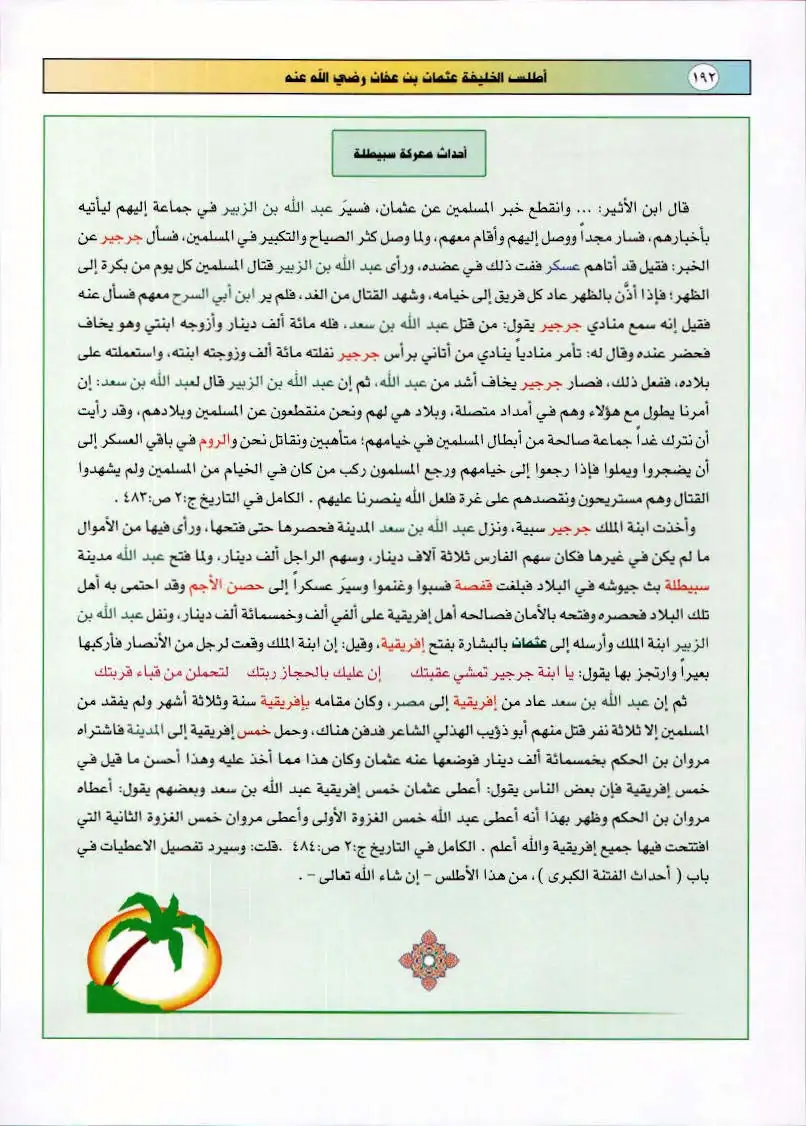 ١٩٢
أطلس الخليفة عثمان بن عفان رضي الله عنه
أحداث معركة سبيطلة
قال ابن الأثير: ... وانقطع خبر المسلمين عن عثمان، فسيَر عبد الله بن الزبير في جماعة إليهم ليأتيه
بأخبارهم، فسار مجداً ووصل إليهم وأقام معهم، ولما وصل كثر الصياح والتكبير في المسلمين، فسأل جرجير عن
الخبر: فقيل قد أتاهم عسكر ففت ذلك في عضده، ورأى عبد الله بن الزبير قتال المسلمين كل يوم من بكرة إلى
الظهر؛ فإذا أذَّن بالظهر عاد كل فريق إلى خيامه، وشهد القتال من الغد، فلم ير ابن أبي السرح معهم فسأل عنه
فقيل إنه سمع منادي جرجير يقول: من قتل عبد الله بن سعد، فله مائة ألف دينار وأزوجه ابنتي وهو يخاف
فحضر عنده وقال له: تأمر منادياً ينادي من أتاني برأس جرجير نفلته مائة ألف وزوجته ابنته، واستعملته على
بلاده، ففعل ذلك، فصار جرجير يخاف أشد من عبد الله، ثم إن عبد الله بن الزبير قال لعبد الله بن سعد: إن
أمرنا يطول مع هؤلاء وهم في أمداد متصلة، وبلاد هي لهم ونحن منقطعون عن المسلمين وبلادهم، وقد رأيت
أن نترك غداً جماعة صالحة من أبطال المسلمين في خيامهم؛ متأهبين ونقاتل نحن والروم في باقي العسكر إلى
أن يضجروا ويملوا فإذا رجعوا إلى خيامهم ورجع المسلمون ركب من كان في الخيام من المسلمين ولم يشهدوا
القتال وهم مستريحون ونقصدهم على غرة فلعل الله ينصرنا عليهم . الكامل في التاريخ ج:٢ ص:٤٨٣ .
وأخذت ابنة الملك جرجير سبية، ونزل عبد الله بن سعد المدينة فحصرها حتى فتحها، ورأى فيها من الأموال
ما لم يكن في غيرها فكان سهم الفارس ثلاثة آلاف دينار، وسهم الراجل ألف دينار، ولما فتح عبد الله مدينة
سبيطلة بث جيوشه في البلاد فبلغت قفصة فسبوا وغنموا وسيَر عسكراً إلى حصن الأجم وقد احتمى به أهل
تلك البلاد فحصره وفتحه بالأمان فصالحه أهل إفريقية على ألفي ألف وخمسمائة ألف دينار، ونفل عبد الله بن
الزبير ابنة الملك وأرسله إلى عثمان بالبشارة بفتح إفريقية، وقيل: إن ابنة الملك وقعت لرجل من الأنصار فأركبها
بعيراً وارتجز بها يقول: يا ابنة جرجير تمشي عقبتك إن عليك بالحجاز ربتك لتحملن من قباء قربتك
ثم إن عبد الله بن سعد عاد من إفريقية إلى مصر، وكان مقامه بإفريقية سنة وثلاثة أشهر ولم يفقد من
المسلمين إلا ثلاثة نفر قتل منهم أبو ذؤيب الهذلي الشاعر فدفن هناك، وحمل خمس إفريقية إلى المدينة فاشتراه
مروان بن الحكم بخمسمائة ألف دينار فوضعها عنه عثمان وكان هذا مما أخذ عليه وهذا أحسن ما قيل في
خمس إفريقية فإن بعض الناس يقول: أعطى عثمان خمس إفريقية عبد الله بن سعد وبعضهم يقول: أعطاه
مروان بن الحكم وظهر بهذا أنه أعطى عبد الله خمس الغزوة الأولى وأعطى مروان خمس الغزوة الثانية التي
افتتحت فيها جميع إفريقية والله أعلم . الكامل في التاريخ ج:٢ ص:٤٨٤ .قلت: وسيرد تفصيل الاعطيات في
باب ( أحداث الفتنة الكبرى )، من هذا الأطلس – إن شاء الله تعالى – .